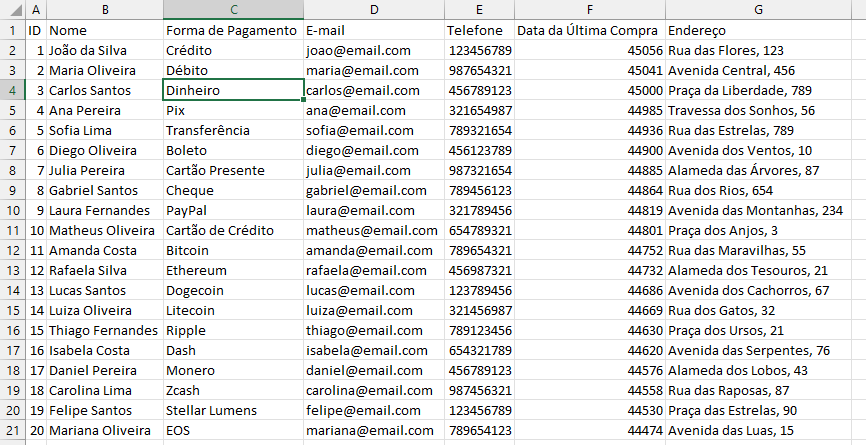 A B C D E F G
1 ID Nome Forma de Pagamento E-mail Telefone Data da Última Compra Endereço
2 1 João da Silva Crédito joao@email.com 123456789 45056 Rua das Flores, 123
3 2 Maria Oliveira Débito maria@email.com 987654321 45041 Avenida Central, 456
4 3 Carlos Santos Dinheiro carlos@email.com 456789123 45000 Praça da Liberdade, 789
5 4 Ana Pereira Pix ana@email.com 321654987 44985 Travessa dos Sonhos, 56
6 5 Sofia Lima Transferência sofia@email.com 789321654 44936 Rua das Estrelas, 789
7 6 Diego Oliveira Boleto diego@email.com 456123789 44900 Avenida dos Ventos, 10
8 7 Julia Pereira Cartão Presente julia@email.com 987321654 44885 Alameda das Árvores, 87
9 8 Gabriel Santos Cheque gabriel@email.com 789456123 44864 Rua dos Rios, 654
10 9 Laura Fernandes PayPal laura@email.com 321789456 44819 Avenida das Montanhas, 234
11 10 Matheus Oliveira Cartão de Crédito matheus@email.com 654789321 44801 Praça dos Anjos, 3
12 11 Amanda Costa Bitcoin amanda@email.com 789654321 44752 Rua das Maravilhas, 55
13 12 Rafaela Silva Ethereum rafaela@email.com 456987321 44732 Alameda dos Tesouros, 21
14 13 Lucas Santos Dogecoin lucas@email.com 123789456 44686 Avenida dos Cachorros, 67
15 14 Luiza Oliveira Litecoin luiza@email.com 321456987 44669 Rua dos Gatos, 32
16 15 Thiago Fernandes Ripple thiago@email.com 789123456 44630 Praça dos Ursos, 21
17 16 Isabela Costa Dash isabela@email.com 654321789 44620 Avenida das Serpentes, 76
18 17 Daniel Pereira Monero daniel@email.com 456789123 44576 Alameda dos Lobos, 43
19 18 Carolina Lima Zcash carolina@email.com 987456321 44558 Rua das Raposas, 87
20 19 Felipe Santos Stellar Lumens felipe@email.com 123456789 44530 Praça das Estrelas, 90
21 20 Mariana Oliveira EOS mariana@email.com 789654123 44474 Avenida das Luas, 15